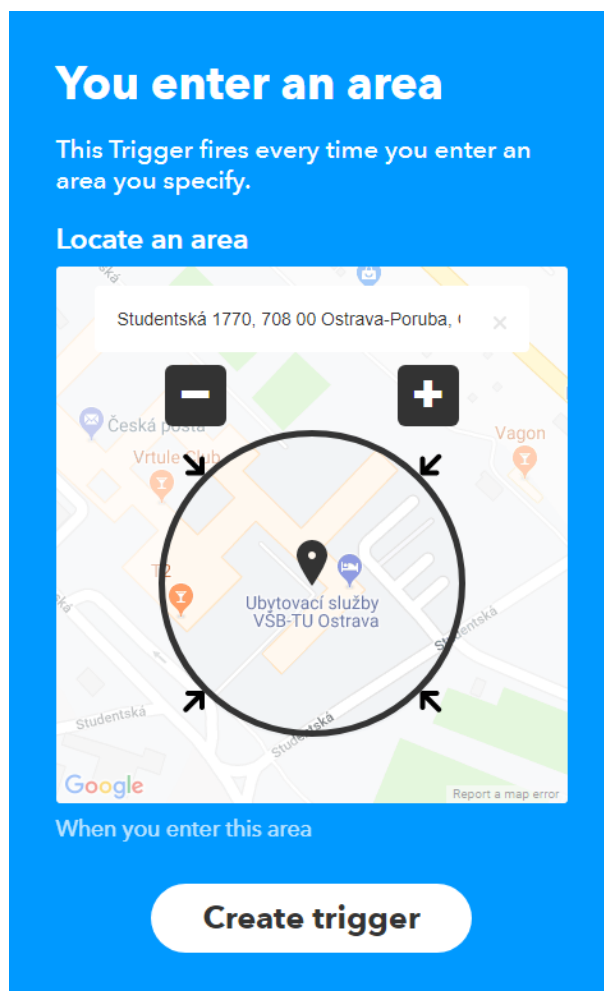 You enter an area
This Trigger fires every time you enter an
area you specify.
Locate an area
Studentská 1770, 708 00 Ostrava-Poruba,
Česká pošta
Vagon
Vrtule Club
T2
Ubytovací služby
VŠB-TU Ostrava
Studentská
Studentská
Studentská
Google
Report a map error
When you enter this area
Create trigger